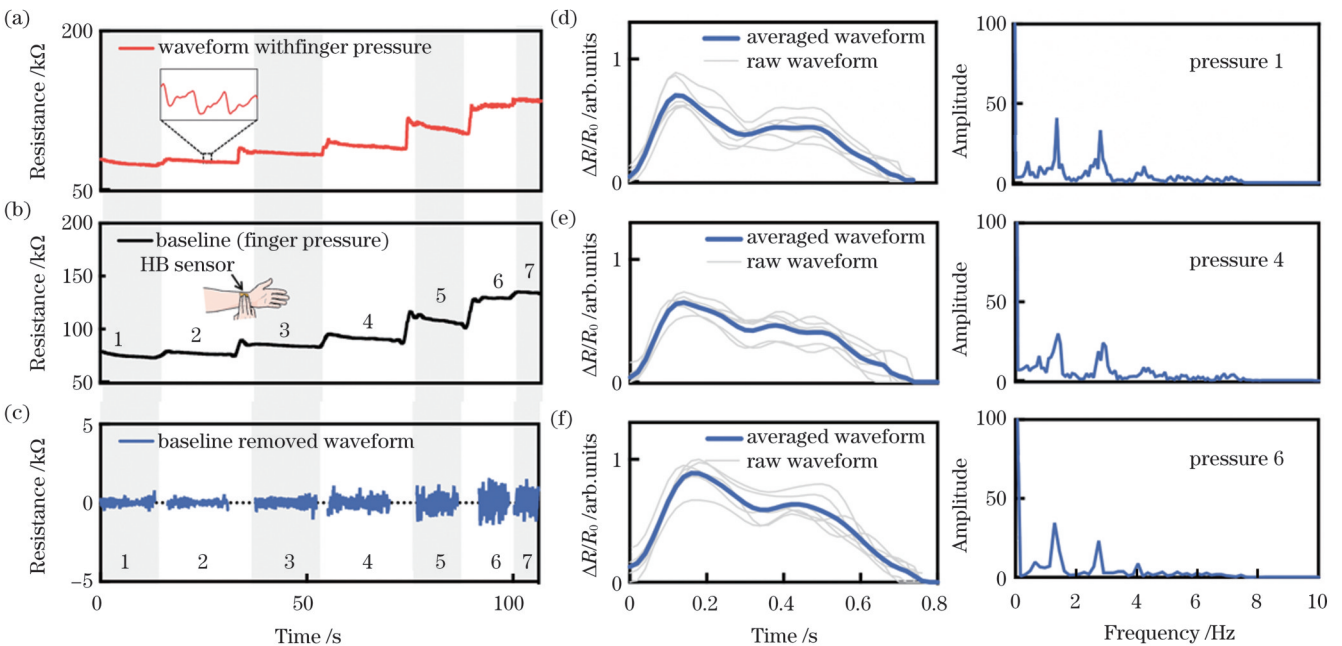 (a)
200
waveform withfinger pressure
Resistance /kΩ
50
(b)
200
baseline (finger pressure)
HB sensor
150
100
50
Resistance /kΩ
1
2
3
4
5
6
7
(c)
5
baseline removed waveform
Resistance /kΩ
0
−5
1
2
3
4
5
6
7
0
50
100
Time /s
(d)
averaged waveform
raw waveform
1
0
ΔR/R₀ /arb.units
100
50
0
Amplitude
pressure 1
(e)
averaged waveform
raw waveform
1
0
ΔR/R₀ /arb.units
100
50
0
Amplitude
pressure 4
(f)
averaged waveform
raw waveform
1
0
ΔR/R₀ /arb.units
0
0.2
0.4
0.6
0.8
Time /s
100
50
0
Amplitude
pressure 6
0
2
4
6
8
10
Frequency /Hz